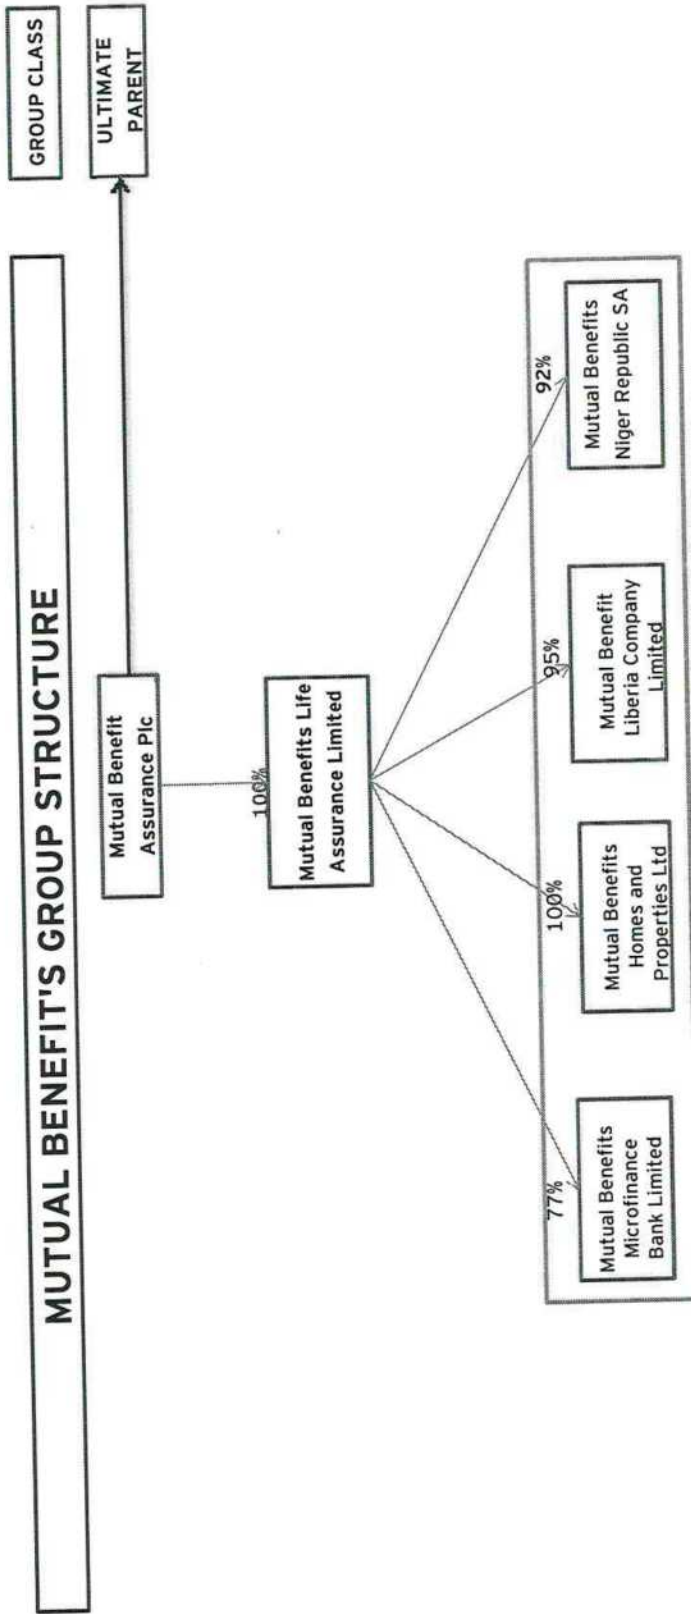 MUTUAL BENEFIT'S GROUP STRUCTURE
GROUP CLASS
Mutual Benefit
Assurance Plc
ULTIMATE
PARENT
100%
Mutual Benefits Life
Assurance Limited
77%
100%
95%
92%
Mutual Benefits
Microfinance
Bank Limited
Mutual Benefits
Homes and
Properties Ltd
Mutual Benefit
Liberia Company
Limited
Mutual Benefits
Niger Republic SA